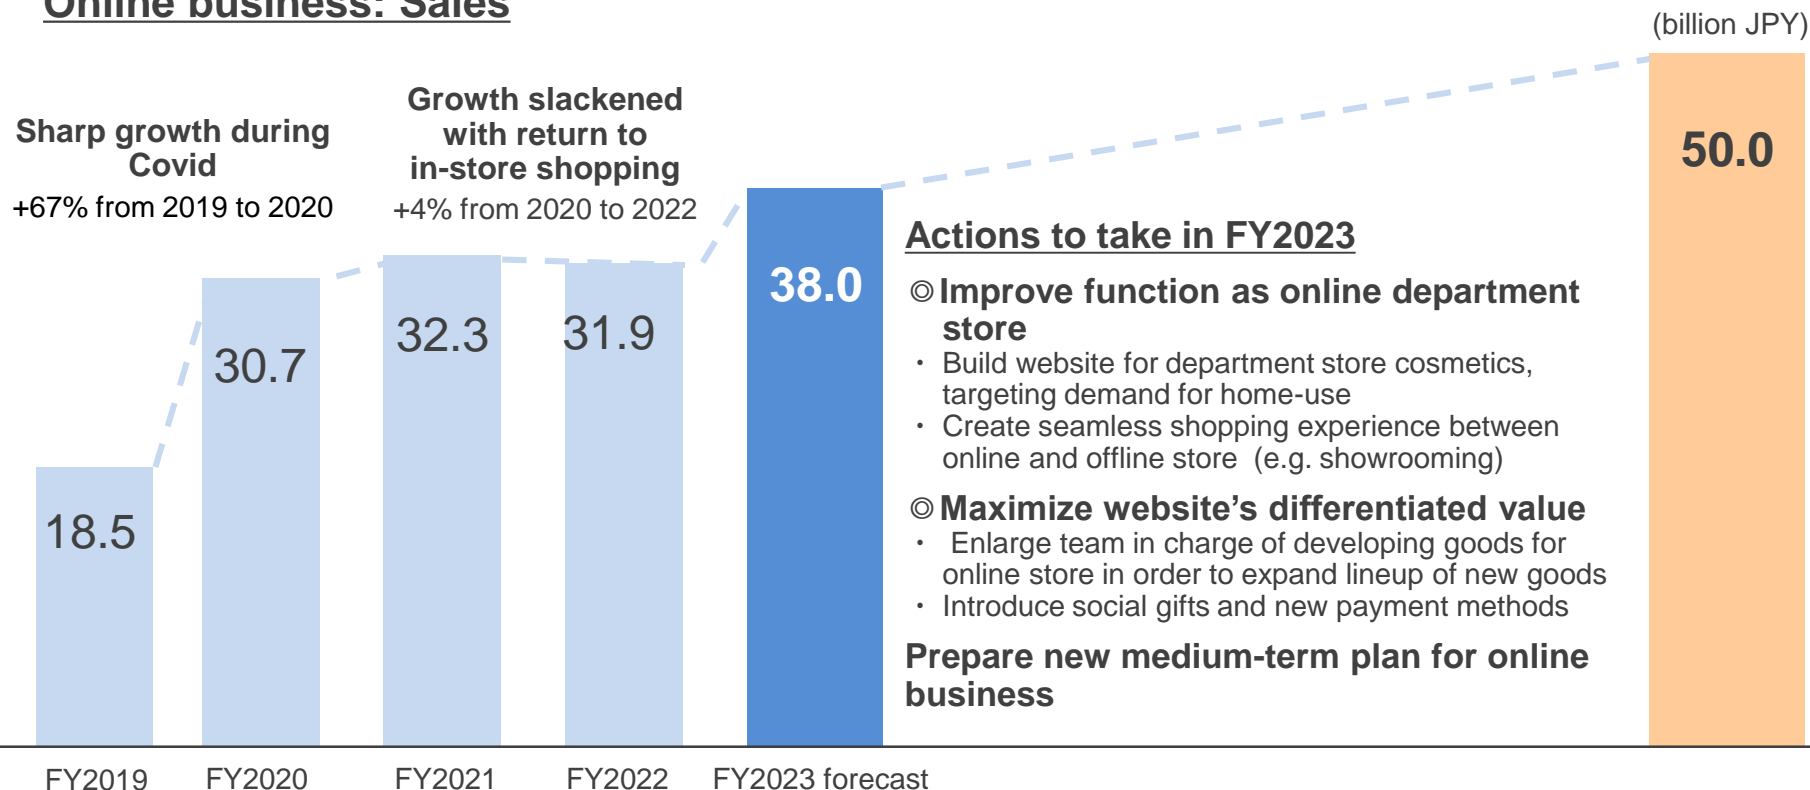 Online business: Sales
(billion JPY)
Sharp growth during
Covid
+67% from 2019 to 2020
Growth slackened
with return to
in-store shopping
+4% from 2020 to 2022
18.5
30.7
32.3
31.9
38.0
50.0
Actions to take in FY2023
◎Improve function as online department
store
・ Build website for department store cosmetics,
targeting demand for home-use
・ Create seamless shopping experience between
online and offline store (e.g. showrooming)
◎Maximize website’s differentiated value
・ Enlarge team in charge of developing goods for
online store in order to expand lineup of new goods
・ Introduce social gifts and new payment methods
Prepare new medium-term plan for online
business
FY2019
FY2020
FY2021
FY2022
FY2023 forecast